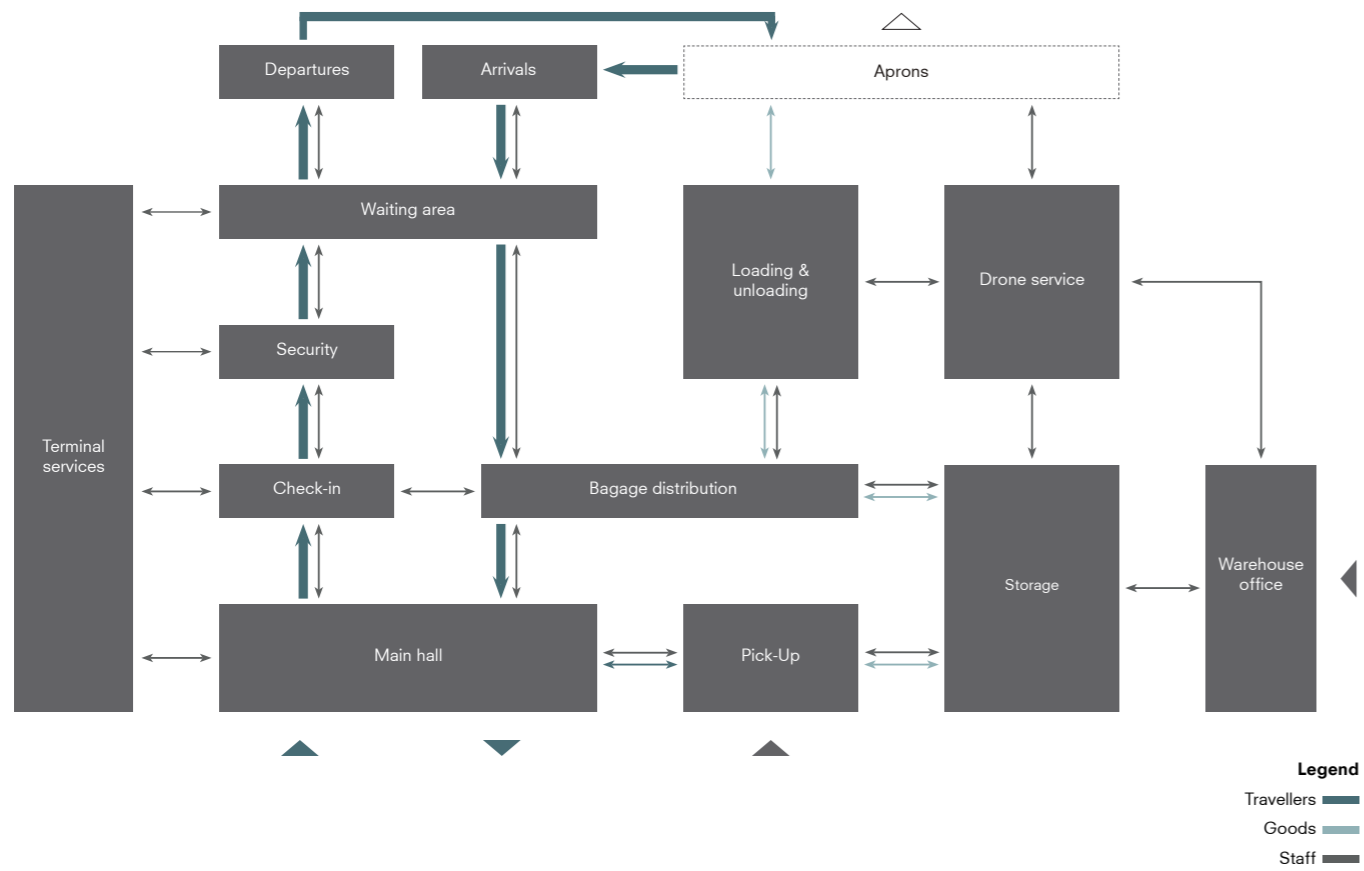 Departures
Arrivals
Aprons
Waiting area
Loading &
unloading
Drone service
Security
Terminal
services
Check-in
Bagage distribution
Storage
Warehouse
office
Main hall
Pick-Up
Legend
Travellers
Goods
Staff